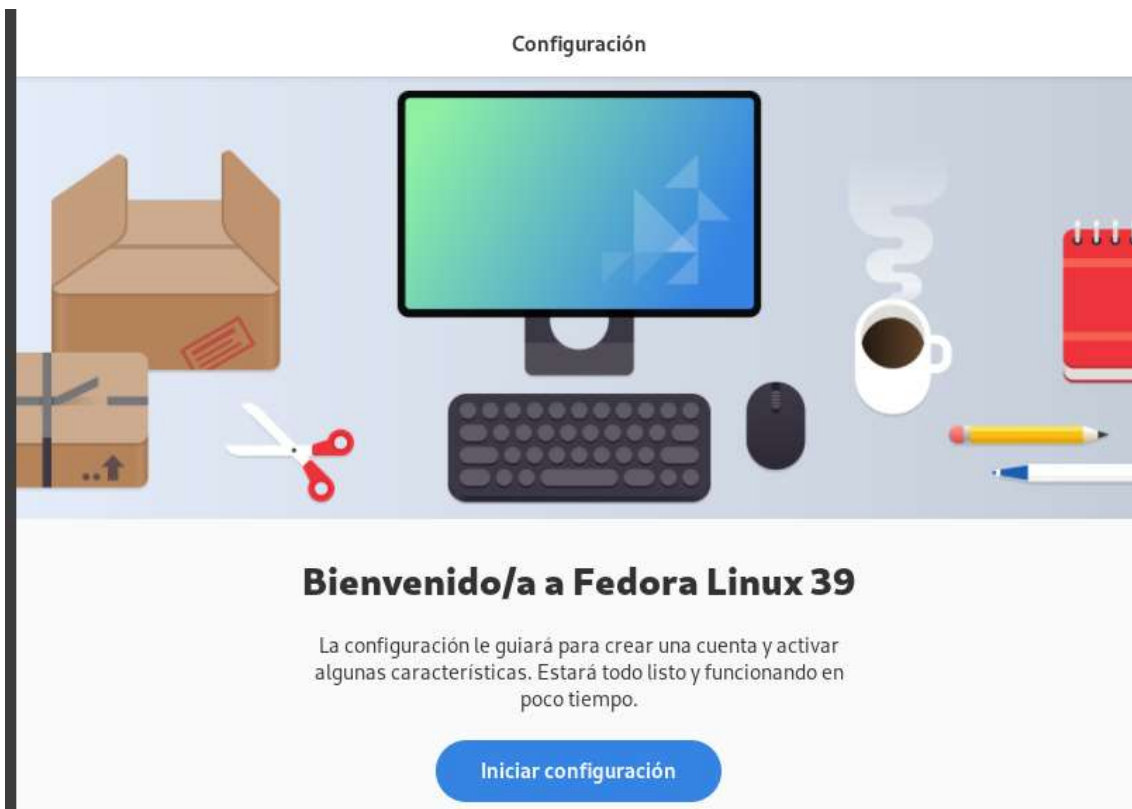 Configuración
Bienvenido/a a Fedora Linux 39
La configuración le guiará para crear una cuenta y activar
algunas características. Estará todo listo y funcionando en
poco tiempo.
Iniciar configuración